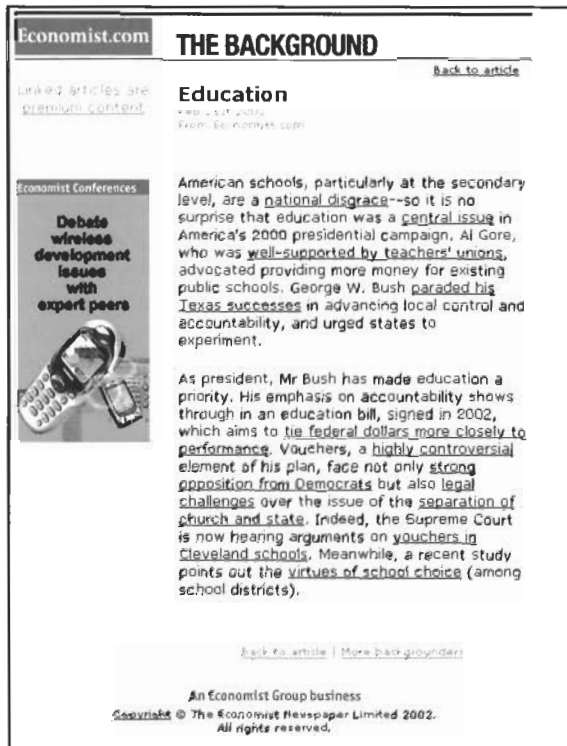 Economist.com
THE BACKGROUND
Back to article
Linked articles are
premium content
Education
Feb 21st 2002
From Economist.com
Economist Conferences
Debate
wireless
development
issues
with
expert peers
American schools, particularly at the secondary
level, are a national disgrace--so it is no
surprise that education was a central issue in
America's 2000 presidential campaign. Al Gore,
who was well-supported by teachers' unions,
advocated providing more money for existing
public schools. George W. Bush paraded his
Texas successes in advancing local control and
accountability, and urged states to
experiment.
As president, Mr Bush has made education a
priority. His emphasis on accountability shows
through in an education bill, signed in 2002,
which aims to tie federal dollars more closely to
performance. Vouchers, a highly controversial
element of his plan, face not only strong
opposition from Democrats but also legal
challenges over the issue of the separation of
church and state. Indeed, the Supreme Court
is now hearing arguments on vouchers in
Cleveland schools. Meanwhile, a recent study
points out the virtues of school choice (among
school districts).
Back to article | More backgrounders
An Economist Group business
Copyright © The Economist Newspaper Limited 2002.
All rights reserved.